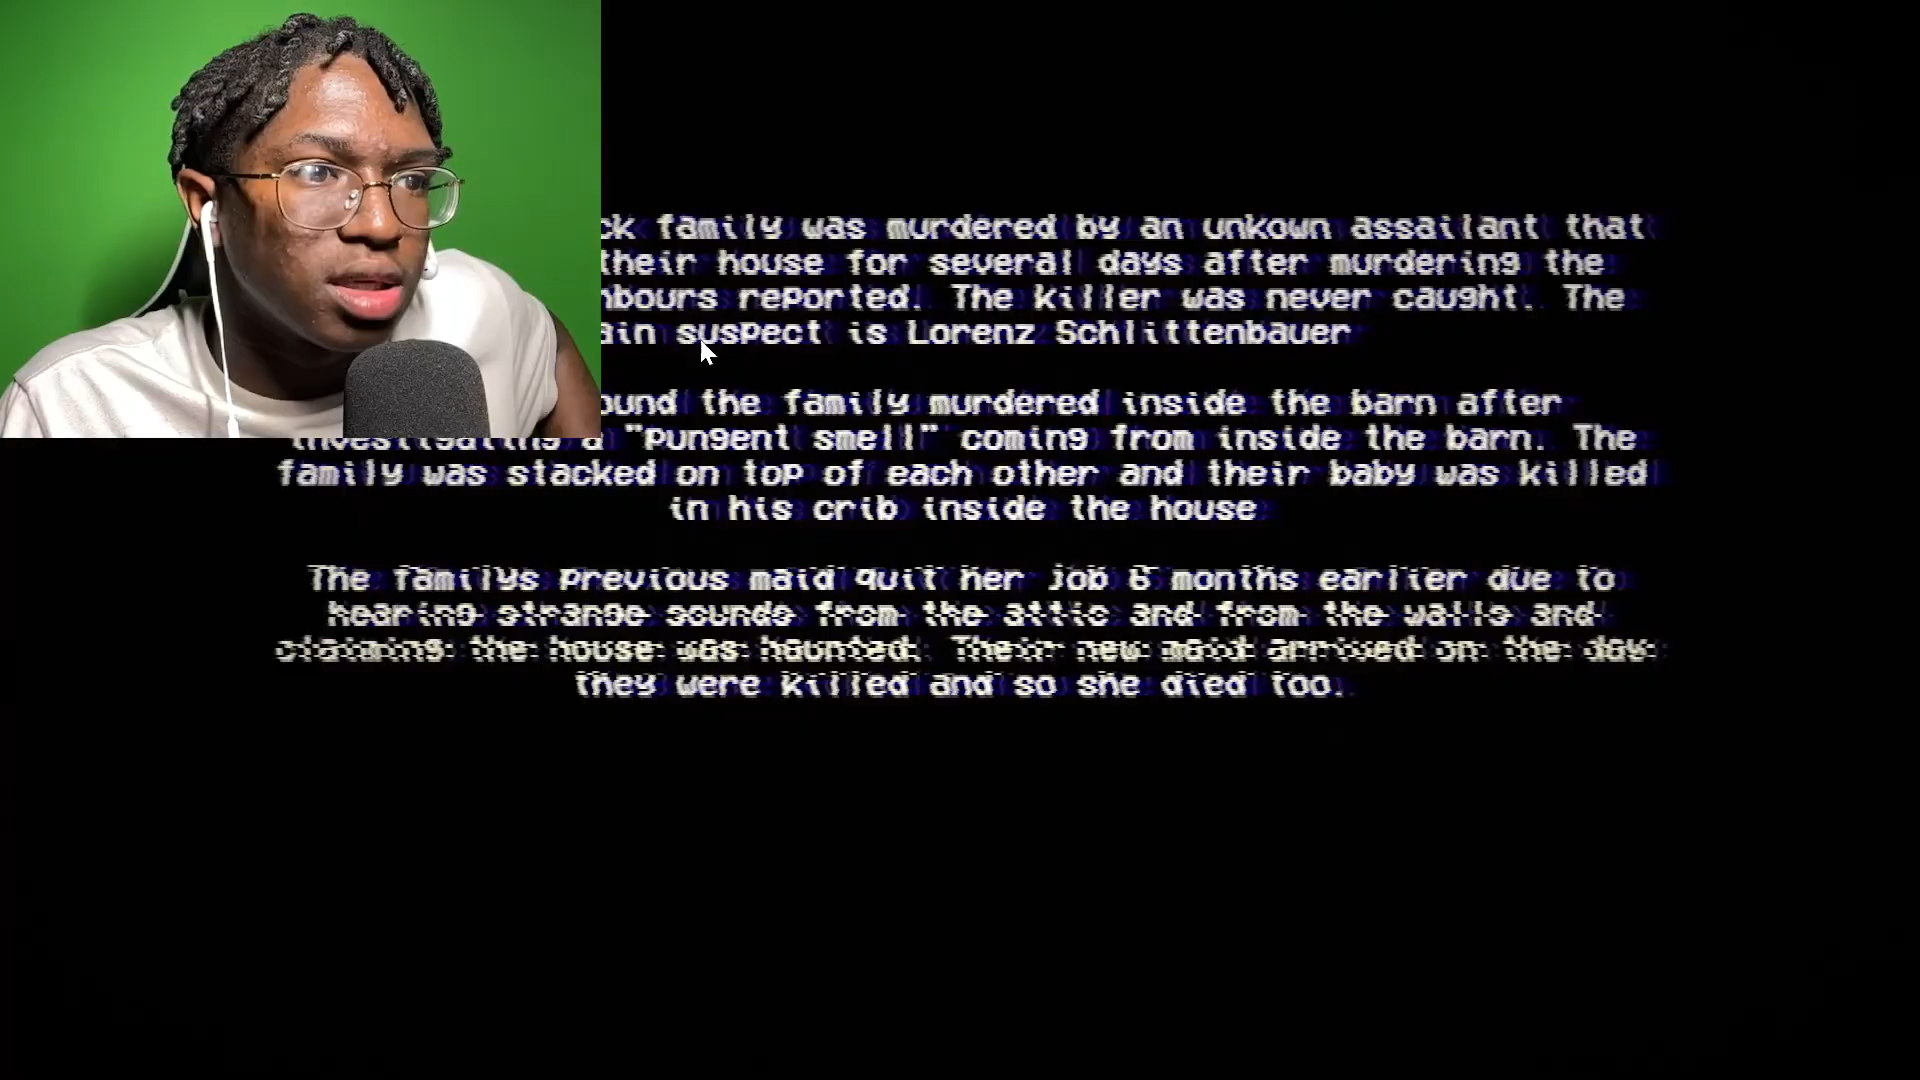 family was murdered by an unkown assailant that
their house for several days after murdering the
reported. The killer was never caught. The
suspect is Lorenz Schlittenbauer
the family murdered inside the barn after
a "pungent smell" coming from inside the barn. The
family was stacked on top of each other and their baby was killed
in his crib inside the house
The familys previous maid quit her job 6 months earlier due to
hearing strange sounds from the attic and from the walls and
claiming the house was haunted. Their new maid arrived on the day
they were killed and so she died too.